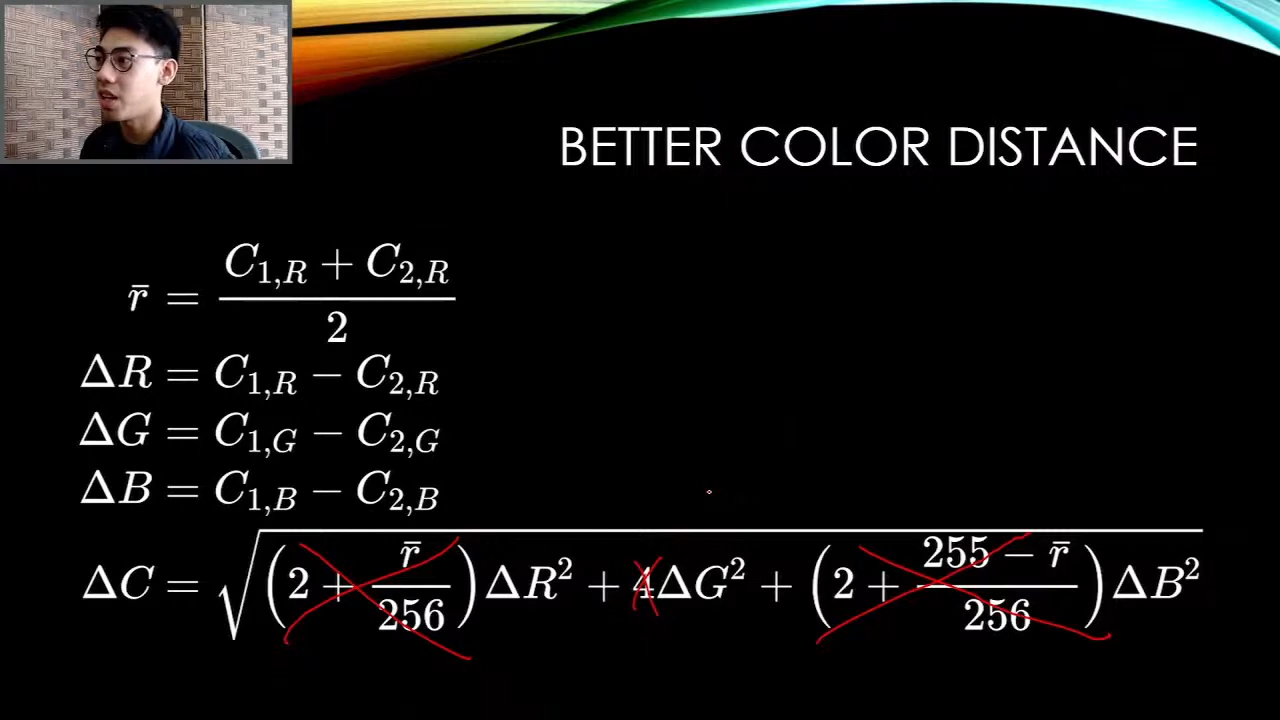 BETTER COLOR DISTANCE
r̄ = (C₁,R + C₂,R) / 2
ΔR = C₁,R − C₂,R
ΔG = C₁,G − C₂,G
ΔB = C₁,B − C₂,B
ΔC = √((2 + r̄/256)ΔR² + 4ΔG² + (2 + (255 − r̄)/256)ΔB²)